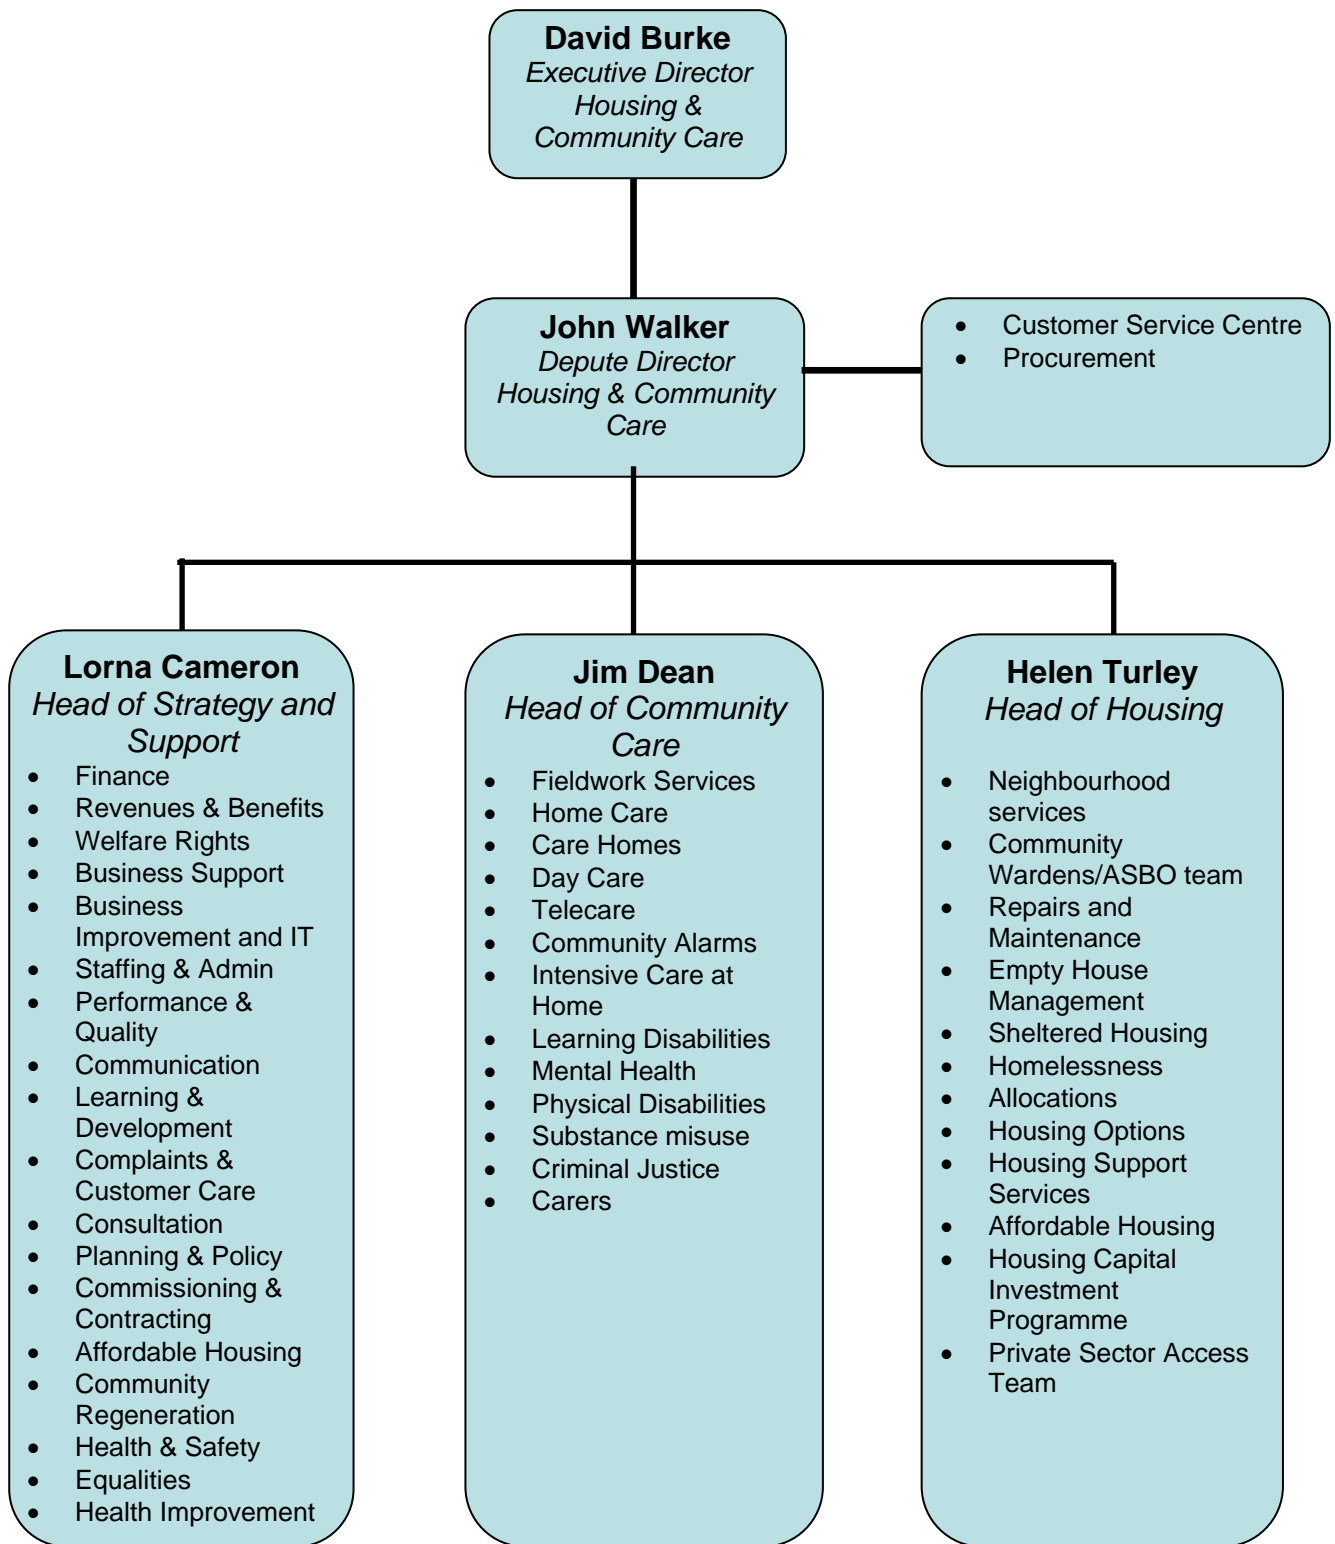 David Burke
Executive Director
Housing &
Community Care
John Walker
Depute Director
Housing & Community
Care
• Customer Service Centre
• Procurement
Lorna Cameron
Head of Strategy and
Support
• Finance
• Revenues & Benefits
• Welfare Rights
• Business Support
• Business
Improvement and IT
• Staffing & Admin
• Performance &
Quality
• Communication
• Learning &
Development
• Complaints &
Customer Care
• Consultation
• Planning & Policy
• Commissioning &
Contracting
• Affordable Housing
• Community
Regeneration
• Health & Safety
• Equalities
• Health Improvement
Jim Dean
Head of Community
Care
• Fieldwork Services
• Home Care
• Care Homes
• Day Care
• Telecare
• Community Alarms
• Intensive Care at
Home
• Learning Disabilities
• Mental Health
• Physical Disabilities
• Substance misuse
• Criminal Justice
• Carers
Helen Turley
Head of Housing
• Neighbourhood
services
• Community
Wardens/ASBO team
• Repairs and
Maintenance
• Empty House
Management
• Sheltered Housing
• Homelessness
• Allocations
• Housing Options
• Housing Support
Services
• Affordable Housing
• Housing Capital
Investment
Programme
• Private Sector Access
Team